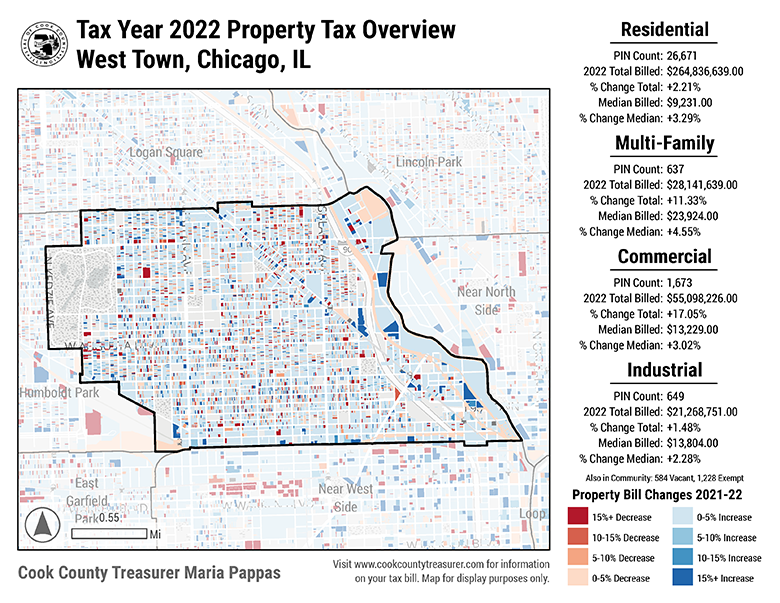 Tax Year 2022 Property Tax Overview
West Town, Chicago, IL
Logan Square
Lincoln Park
Near North
Side
Humboldt Park
East
Garfield
Park
Near West
Side
Loop
0.55
Mi
Cook County Treasurer Maria Pappas
Visit www.cookcountytreasurer.com for information
on your tax bill. Map for display purposes only.
Residential
PIN Count: 26,671
2022 Total Billed: $264,836,639.00
% Change Total: +2.21%
Median Billed: $9,231.00
% Change Median: +3.29%
Multi-Family
PIN Count: 637
2022 Total Billed: $28,141,639.00
% Change Total: +11.33%
Median Billed: $23,924.00
% Change Median: +4.55%
Commercial
PIN Count: 1,673
2022 Total Billed: $55,098,226.00
% Change Total: +17.05%
Median Billed: $13,229.00
% Change Median: +3.02%
Industrial
PIN Count: 649
2022 Total Billed: $21,268,751.00
% Change Total: +1.48%
Median Billed: $13,804.00
% Change Median: +2.28%
Also in Community: 584 Vacant, 1,228 Exempt
Property Bill Changes 2021-22
15%+ Decrease
10-15% Decrease
5-10% Decrease
0-5% Decrease
0-5% Increase
5-10% Increase
10-15% Increase
15%+ Increase